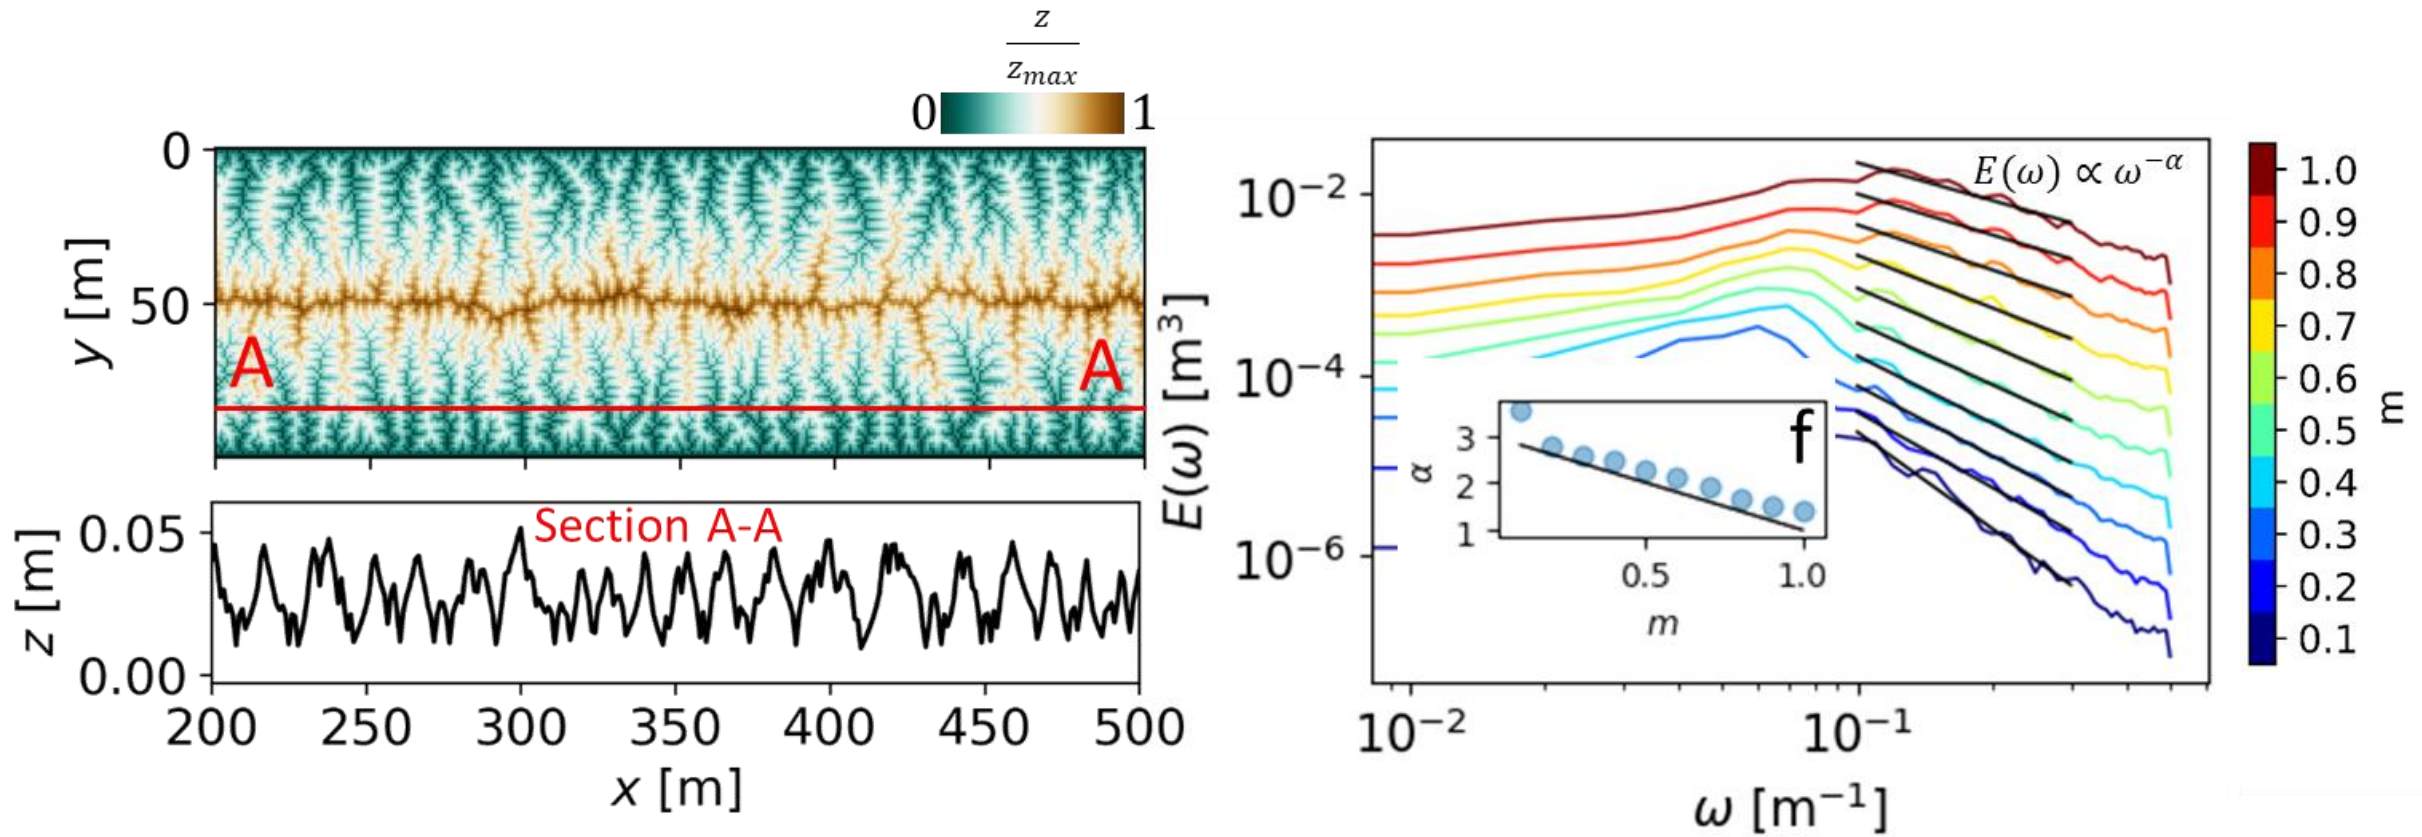 z
z_max
0 1
0
50
y [m]
A A
0.05
0.00
z [m]
Section A-A
200 250 300 350 400 450 500
x [m]
E(ω) ∝ ω^−α
10^−2
10^−4
10^−6
E(ω) [m^3]
10^−2 10^−1
ω [m^−1]
f
3
2
1
α
0.5 1.0
m
1.0
0.9
0.8
0.7
0.6
0.5
0.4
0.3
0.2
0.1
m